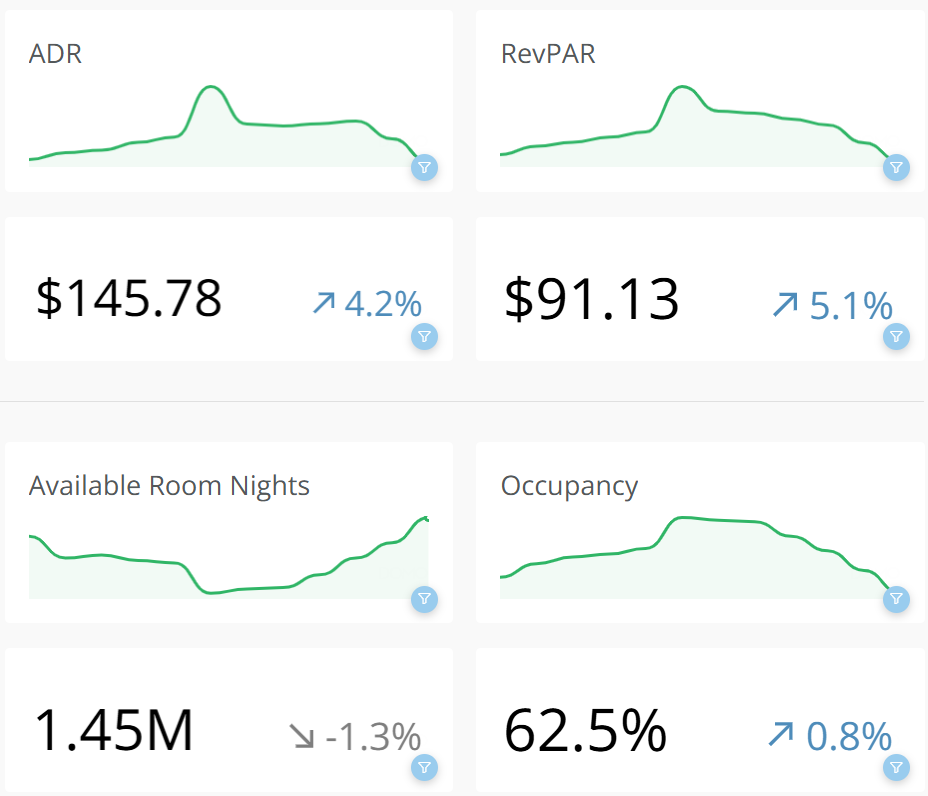 ADR
RevPAR
$145.78
4.2%
$91.13
5.1%
Available Room Nights
Occupancy
1.45M
-1.3%
62.5%
0.8%